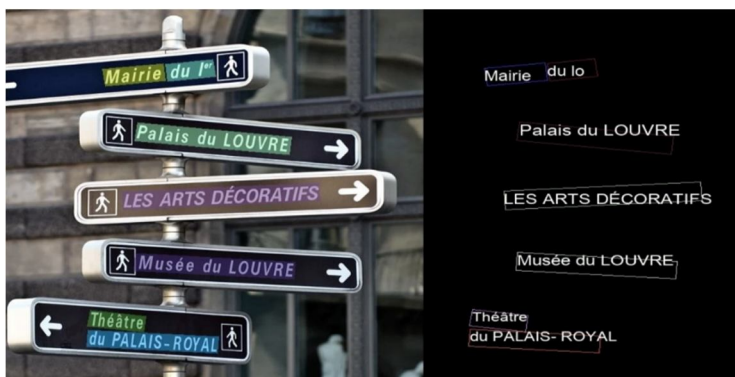 Mairie du Iᵉʳ
Palais du LOUVRE
LES ARTS DÉCORATIFS
Musée du LOUVRE
Théâtre
du PALAIS-ROYAL
Mairie du lo
Palais du LOUVRE
LES ARTS DÉCORATIFS
Musée du LOUVRE
Théâtre
du PALAIS- ROYAL